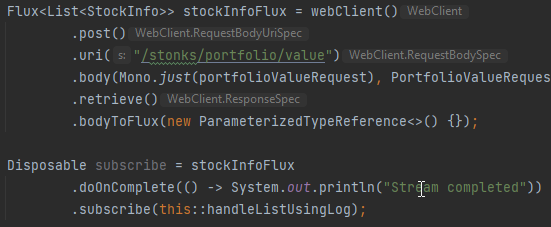 Flux<List<StockInfo>> stockInfoFlux = webClient() WebClient
.post() WebClient.RequestBodyUriSpec
.uri( s: "/stonks/portfolio/value") WebClient.RequestBodySpec
.body(Mono.just(portfolioValueRequest), PortfolioValueReques
.retrieve() WebClient.ResponseSpec
.bodyToFlux(new ParameterizedTypeReference<>() {});
Disposable subscribe = stockInfoFlux
.doOnComplete(() -> System.out.println("Stream completed"))
.subscribe(this::handleListUsingLog);